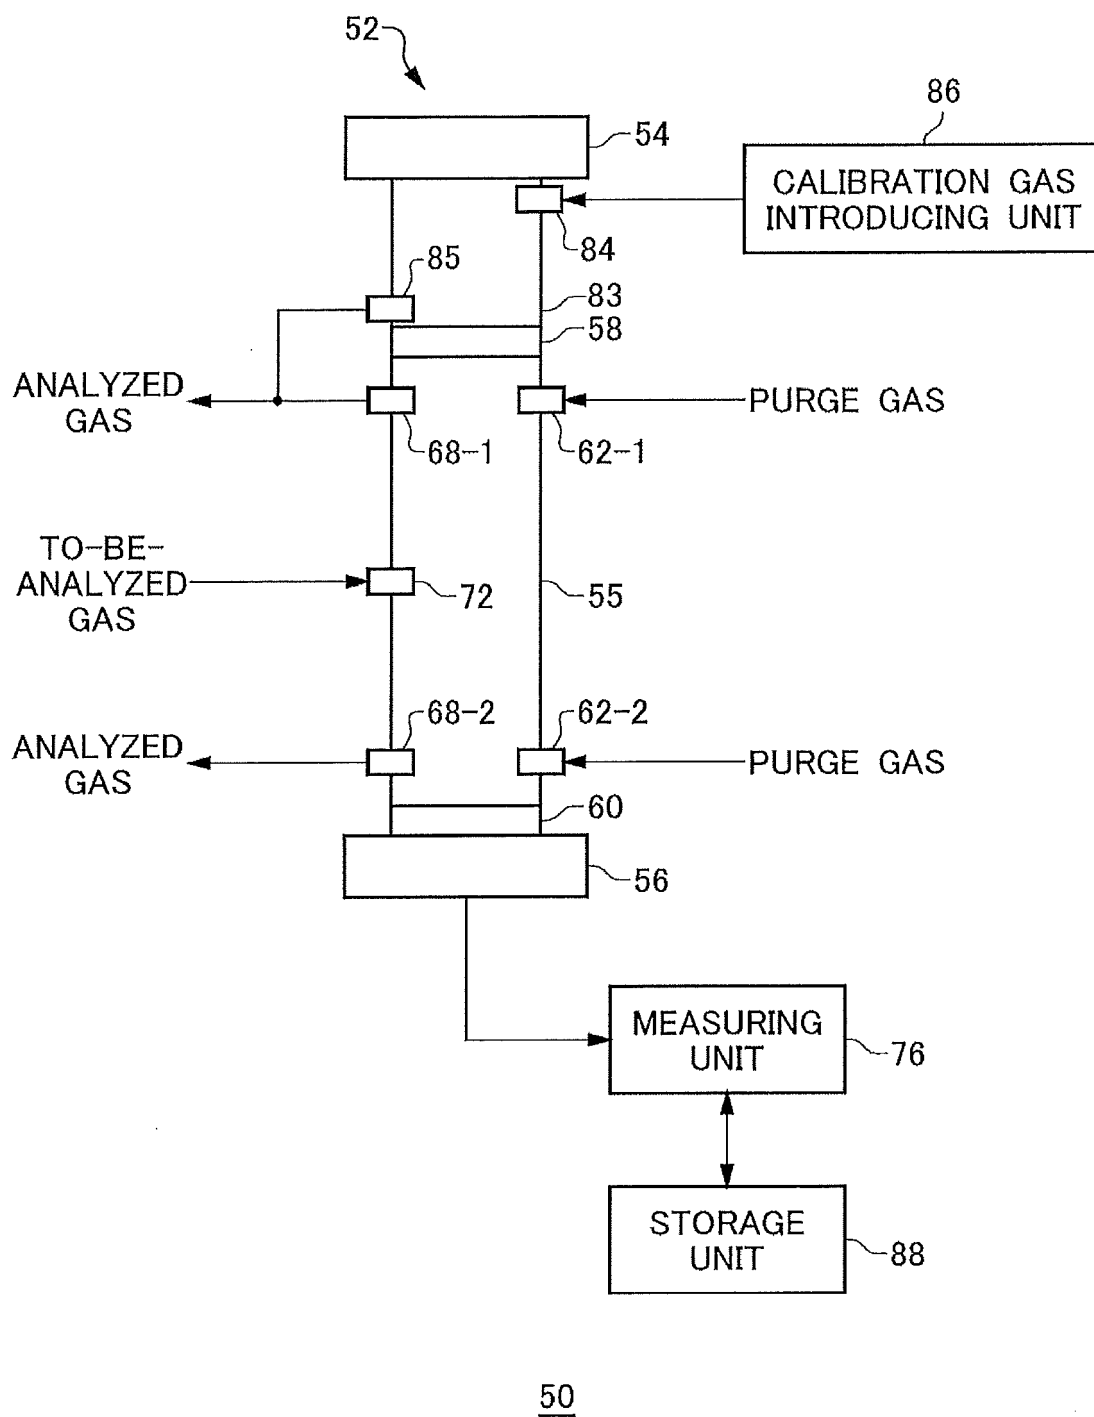 52
86
54
CALIBRATION GAS
INTRODUCING UNIT
84
85
83
58
ANALYZED
GAS
PURGE GAS
68-1
62-1
TO-BE-
ANALYZED
GAS
72
55
68-2
62-2
ANALYZED
GAS
PURGE GAS
60
56
MEASURING
UNIT
76
STORAGE
UNIT
88
50